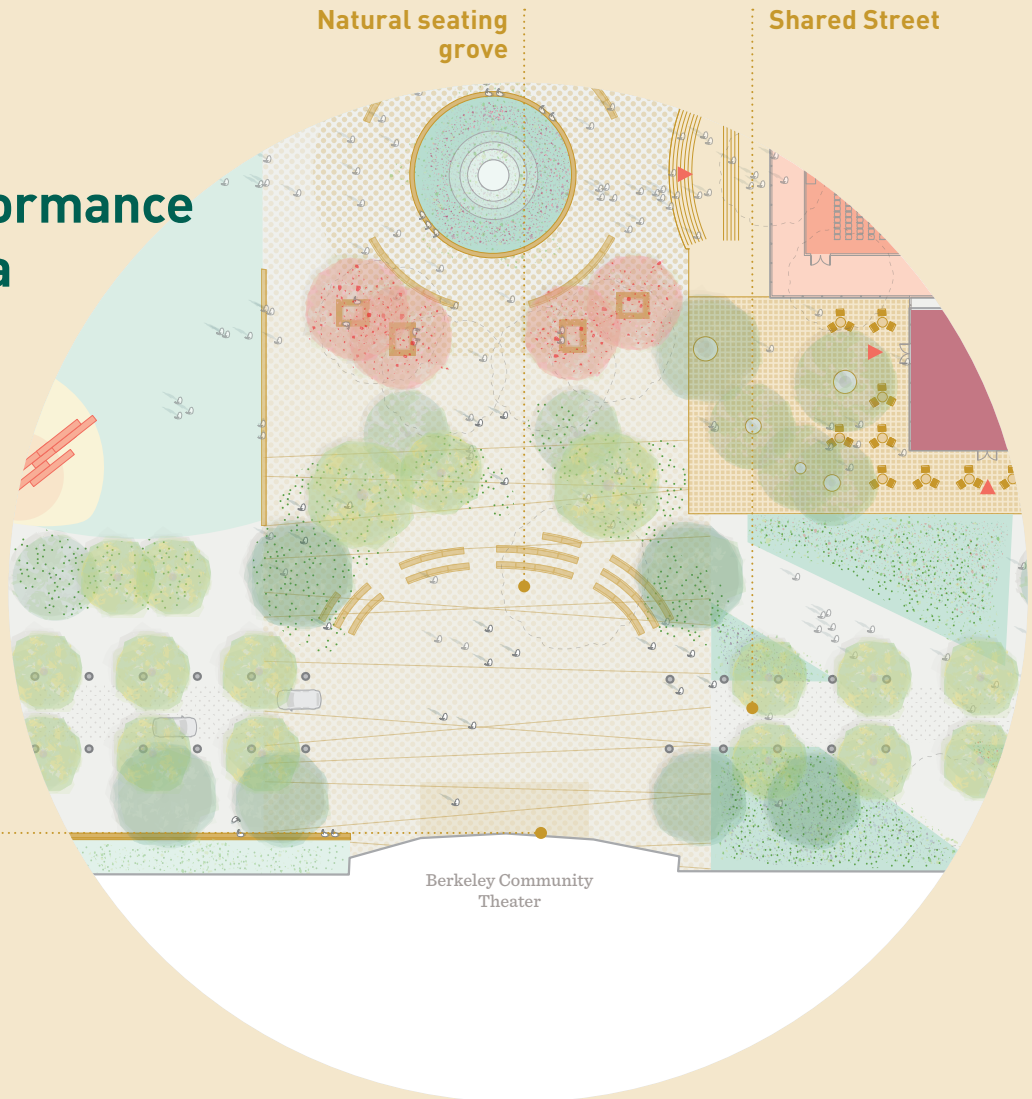 Natural seating
grove
Shared Street
ormance
a
Berkeley Community
Theater